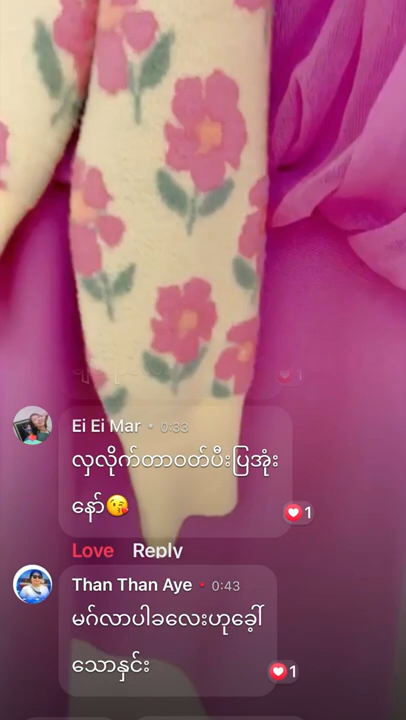 Ei Ei Mar • 0:33
လှလိုက်တာဝတ်ပီးပြအုံး
နော်😘
1
Love Reply
Than Than Aye • 0:43
မဂ်လာပါခလေးဟုခေ့ါ်
သောနှင်း
1